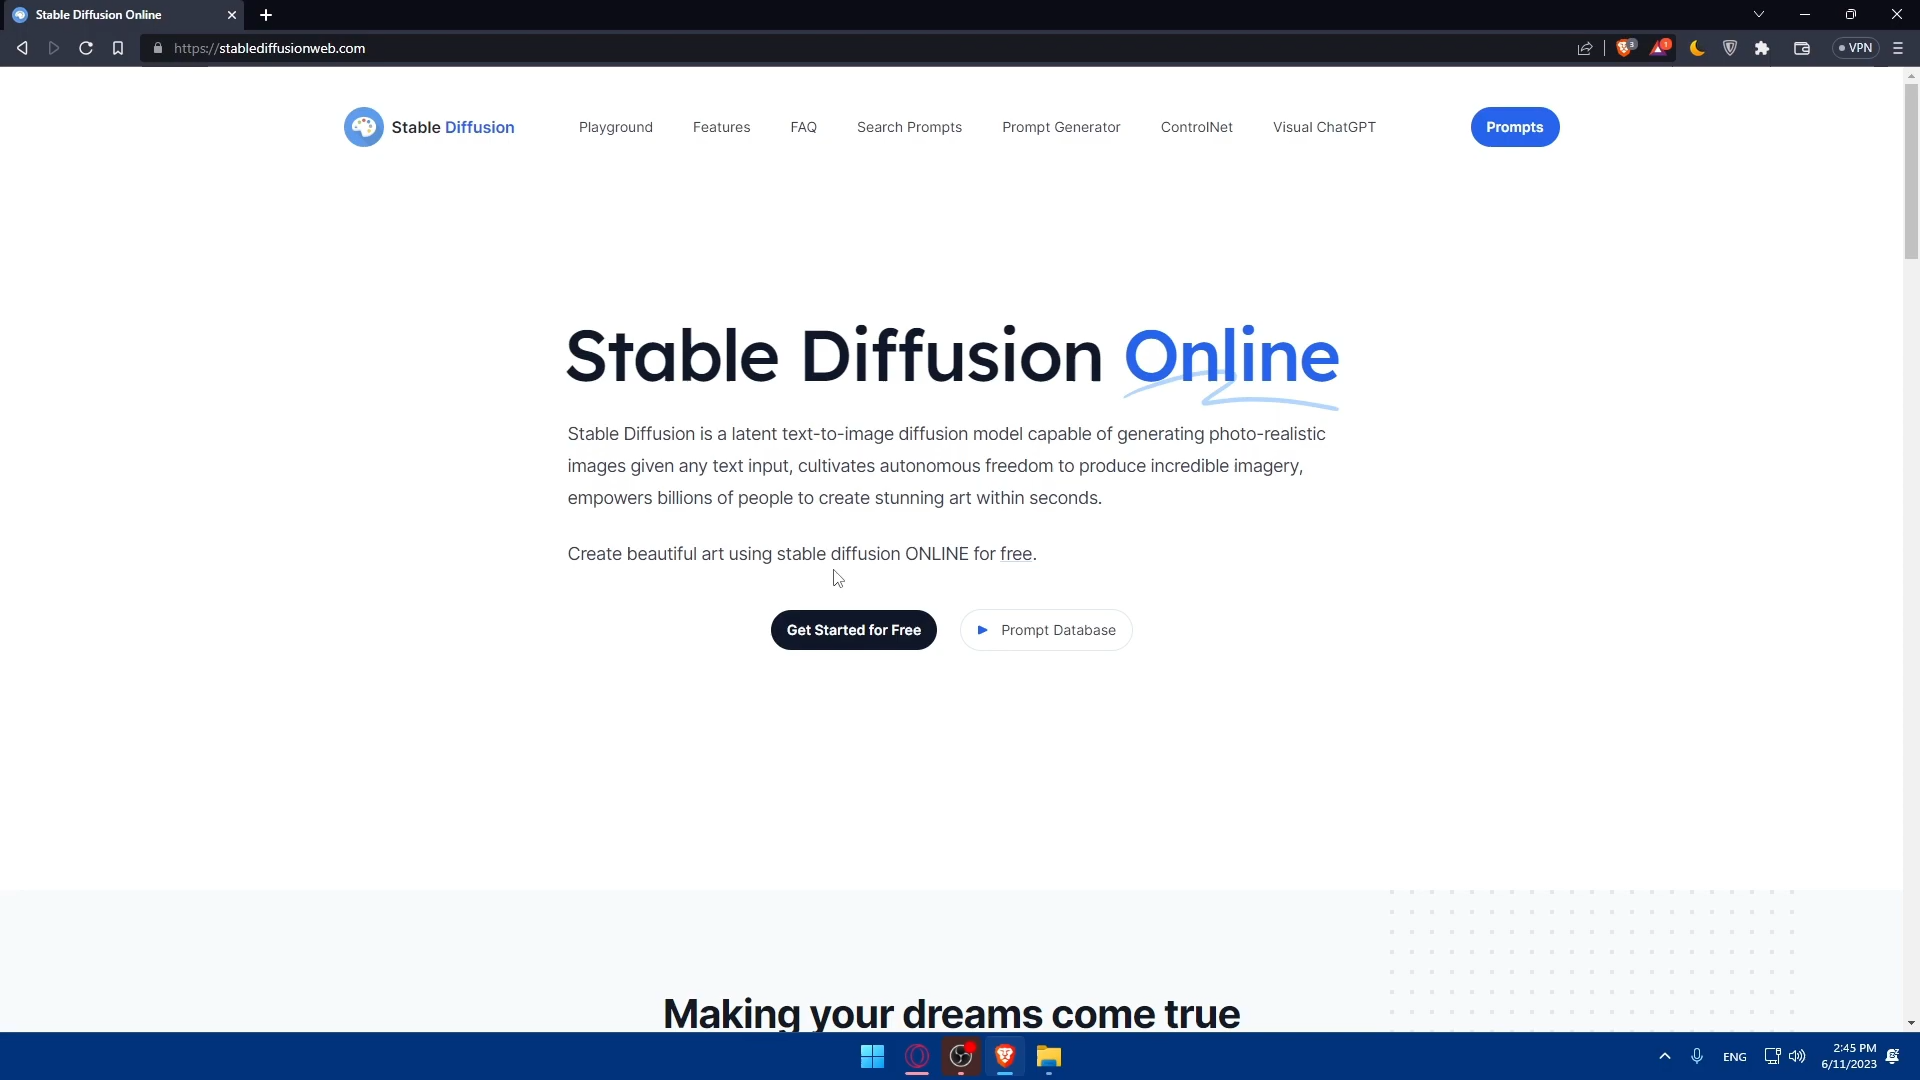 Stable Diffusion Online
https://stablediffusionweb.com
3
1
VPN
Stable Diffusion
Playground
Features
FAQ
Search Prompts
Prompt Generator
ControlNet
Visual ChatGPT
Prompts
Stable Diffusion Online
Stable Diffusion is a latent text-to-image diffusion model capable of generating photo-realistic
images given any text input, cultivates autonomous freedom to produce incredible imagery,
empowers billions of people to create stunning art within seconds.
Create beautiful art using stable diffusion ONLINE for free.
Get Started for Free
Prompt Database
Making your dreams come true
ENG
2:45 PM
6/11/2023